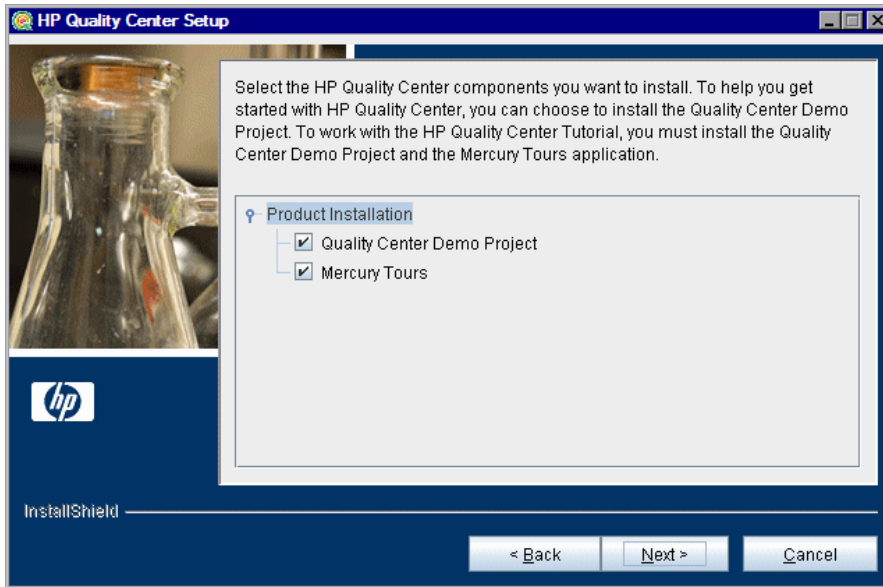 HP Quality Center Setup
Select the HP Quality Center components you want to install. To help you get
started with HP Quality Center, you can choose to install the Quality Center Demo
Project. To work with the HP Quality Center Tutorial, you must install the Quality
Center Demo Project and the Mercury Tours application.
Product Installation
Quality Center Demo Project
Mercury Tours
hp
InstallShield
< Back
Next >
Cancel